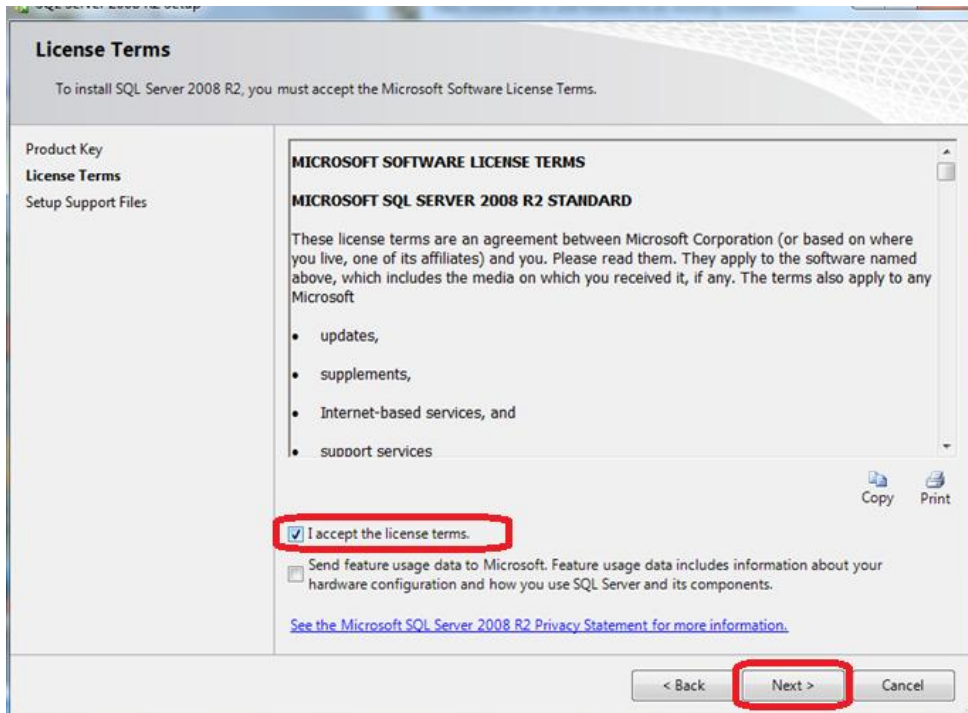 SQL Server 2008 R2 Setup
License Terms
To install SQL Server 2008 R2, you must accept the Microsoft Software License Terms.
Product Key
License Terms
Setup Support Files
MICROSOFT SOFTWARE LICENSE TERMS
MICROSOFT SQL SERVER 2008 R2 STANDARD
These license terms are an agreement between Microsoft Corporation (or based on where
you live, one of its affiliates) and you. Please read them. They apply to the software named
above, which includes the media on which you received it, if any. The terms also apply to any
Microsoft
• updates,
• supplements,
• Internet-based services, and
• support services
Copy Print
I accept the license terms.
Send feature usage data to Microsoft. Feature usage data includes information about your
hardware configuration and how you use SQL Server and its components.
See the Microsoft SQL Server 2008 R2 Privacy Statement for more information.
< Back Next > Cancel